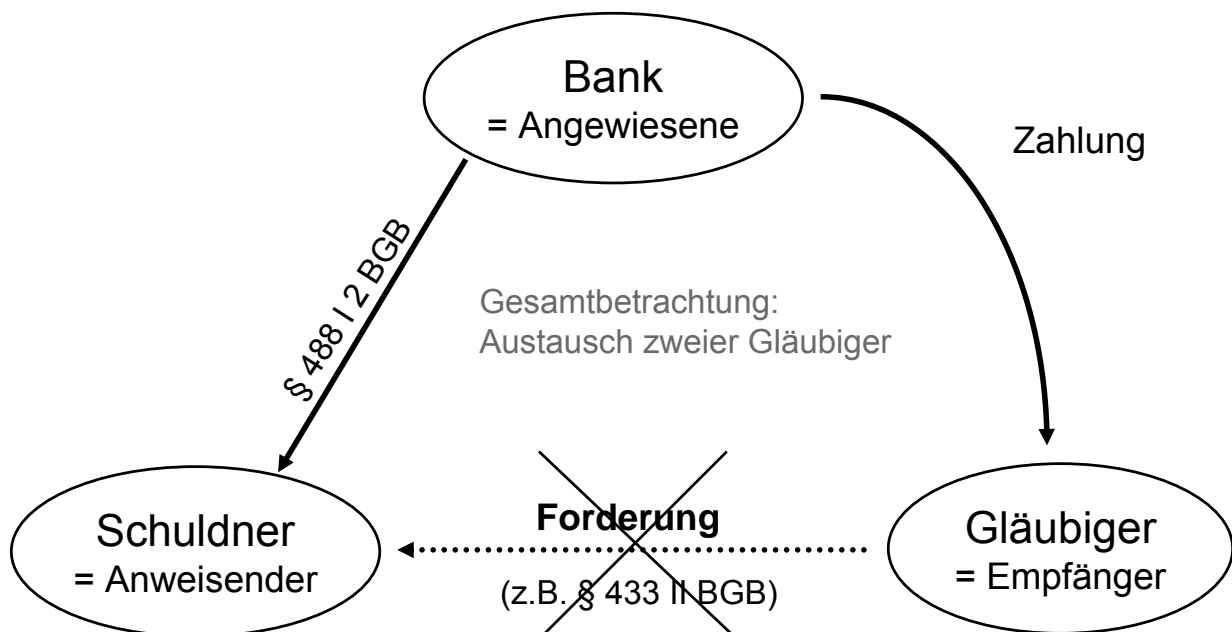 Bank
= Angewiesene
Zahlung
§ 488 I 2 BGB
Gesamtbetrachtung:
Austausch zweier Gläubiger
Schuldner
= Anweisender
Forderung
(z.B. § 433 II BGB)
Gläubiger
= Empfänger